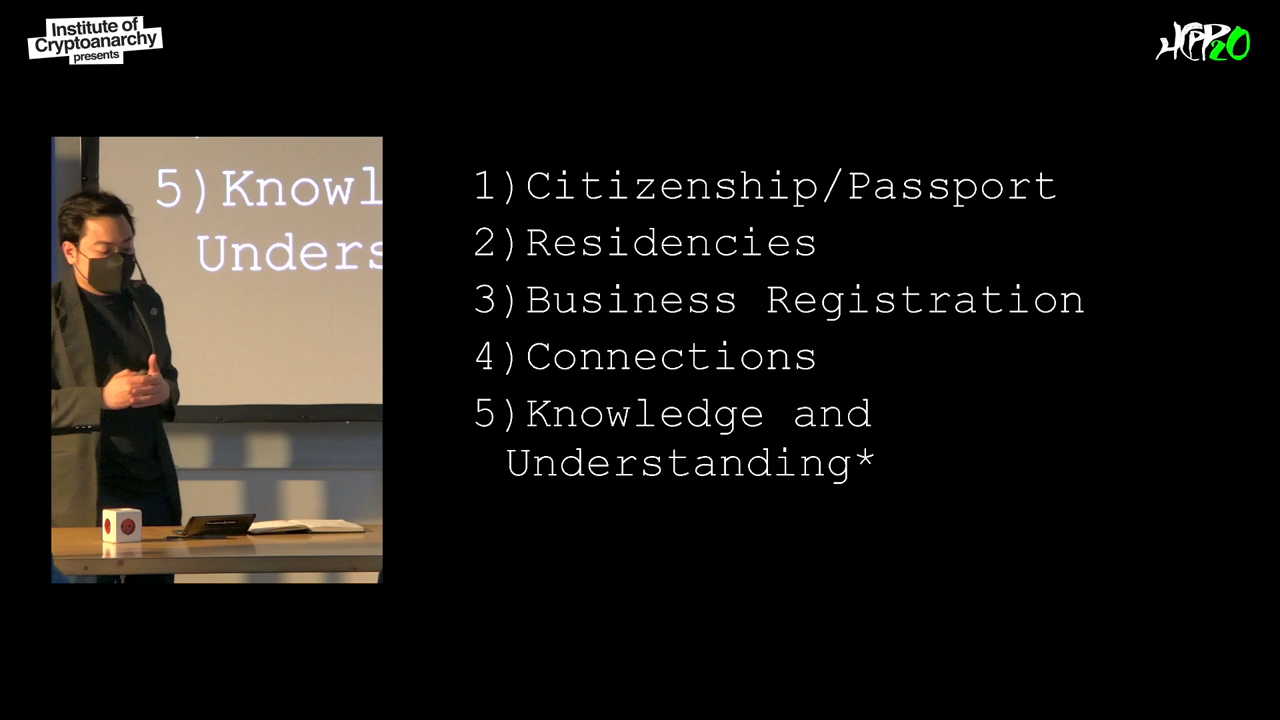 Institute of
Cryptoanarchy
presents
HCPP20
5) Knowl
Unders
1) Citizenship/Passport
2) Residencies
3) Business Registration
4) Connections
5) Knowledge and
Understanding*